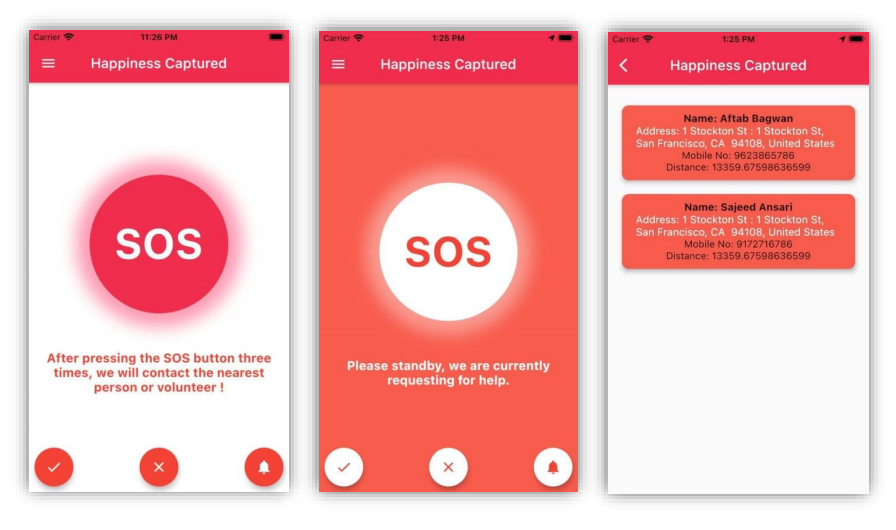 Carrier
11:26 PM
Happiness Captured
SOS
After pressing the SOS button three
times, we will contact the nearest
person or volunteer !
Carrier
1:25 PM
Happiness Captured
SOS
Please standby, we are currently
requesting for help.
Carrier
1:25 PM
Happiness Captured
Name: Aftab Bagwan
Address: 1 Stockton St : 1 Stockton St,
San Francisco, CA  94108, United States
Mobile No: 9623865786
Distance: 13359.67598636599
Name: Sajeed Ansari
Address: 1 Stockton St : 1 Stockton St,
San Francisco, CA  94108, United States
Mobile No: 9172716786
Distance: 13359.67598636599